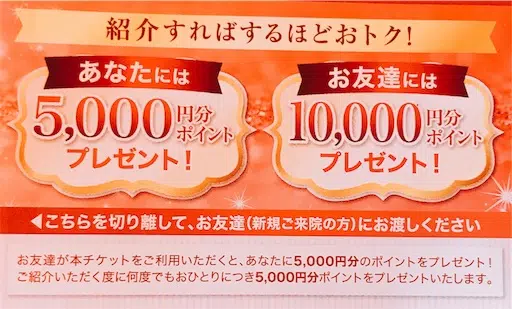 紹介すればするほどおトク!
あなたには
5,000円分ポイント
プレゼント!
お友達には
10,000円分ポイント
プレゼント!
◀こちらを切り離して、お友達(新規ご来院の方)にお渡しください
お友達が本チケットをご利用いただくと、あなたに5,000円分のポイントをプレゼント!
ご紹介いただく度に何度でもおひとりにつき5,000円分ポイントをプレゼントいたします。